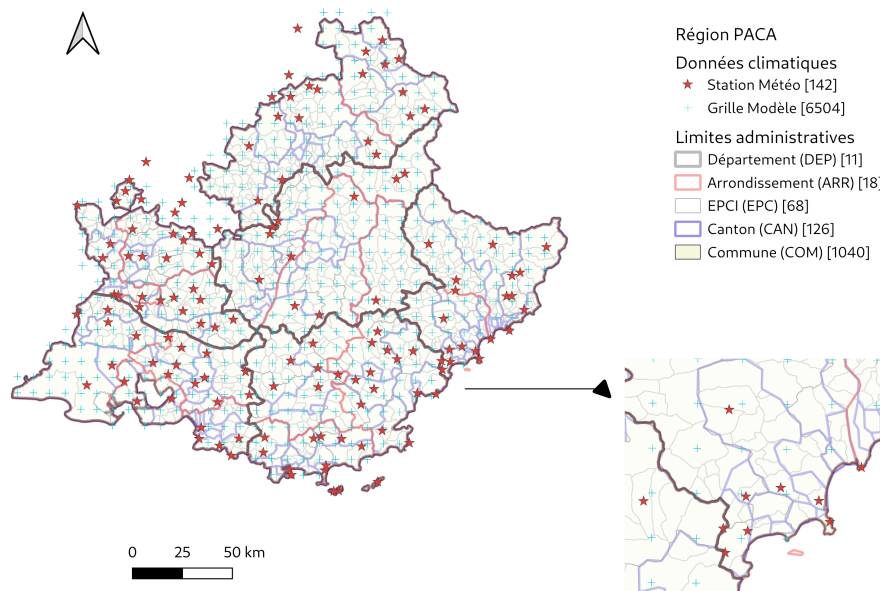 Région PACA
Données climatiques
Station Météo [142]
Grille Modèle [6504]
Limites administratives
Département (DEP) [11]
Arrondissement (ARR) [18]
EPCI (EPC) [68]
Canton (CAN) [126]
Commune (COM) [1040]
0 25 50 km